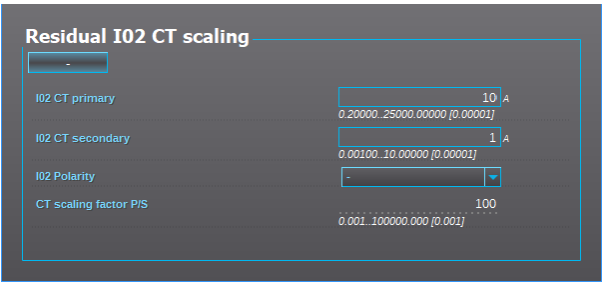 Residual I02 CT scaling
-
I02 CT primary 10 A
0.20000..25000.00000 [0.00001]
I02 CT secondary 1 A
0.00100..10.00000 [0.00001]
I02 Polarity -
CT scaling factor P/S 100
0.001..100000.000 [0.001]